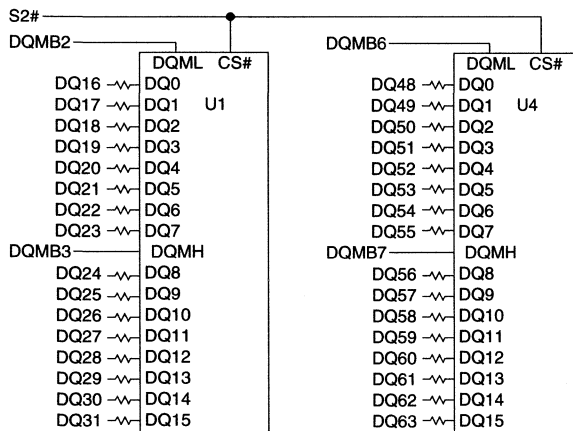 S2#
DQMB2
DQML CS#
DQ16 DQ0
DQ17 DQ1 U1
DQ18 DQ2
DQ19 DQ3
DQ20 DQ4
DQ21 DQ5
DQ22 DQ6
DQ23 DQ7
DQMB3 DQMH
DQ24 DQ8
DQ25 DQ9
DQ26 DQ10
DQ27 DQ11
DQ28 DQ12
DQ29 DQ13
DQ30 DQ14
DQ31 DQ15
DQMB6
DQML CS#
DQ48 DQ0
DQ49 DQ1 U4
DQ50 DQ2
DQ51 DQ3
DQ52 DQ4
DQ53 DQ5
DQ54 DQ6
DQ55 DQ7
DQMB7 DQMH
DQ56 DQ8
DQ57 DQ9
DQ58 DQ10
DQ59 DQ11
DQ60 DQ12
DQ61 DQ13
DQ62 DQ14
DQ63 DQ15